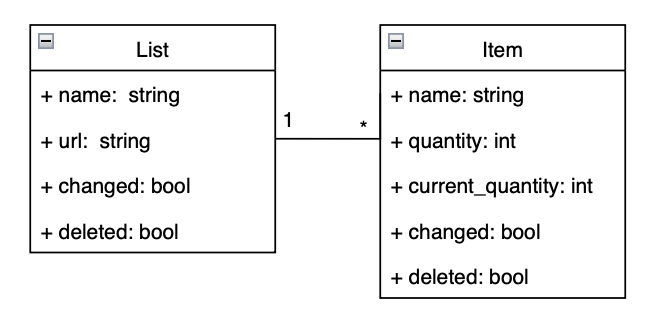 List
+ name: string
+ url: string
+ changed: bool
+ deleted: bool
1
*
Item
+ name: string
+ quantity: int
+ current_quantity: int
+ changed: bool
+ deleted: bool